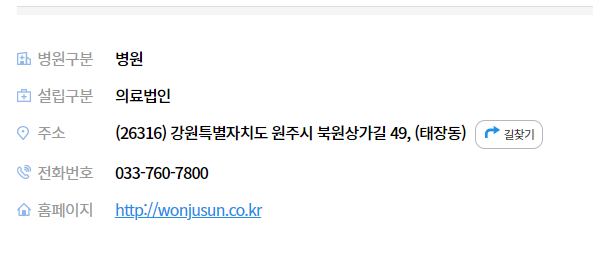 병원구분 병원
설립구분 의료법인
주소 (26316) 강원특별자치도 원주시 북원상가길 49, (태장동) 길찾기
전화번호 033-760-7800
홈페이지 http://wonjusun.co.kr